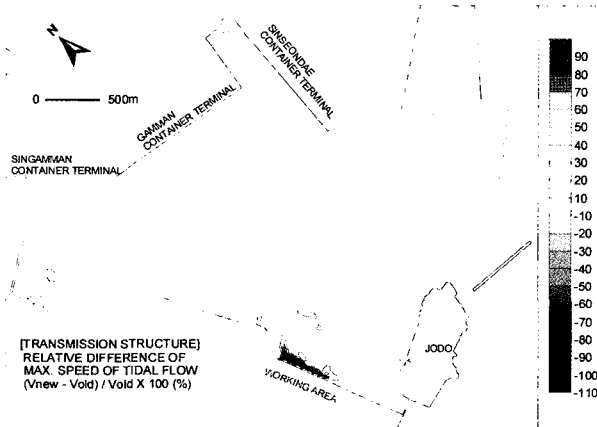 N
0 500m
SINSEONDAE
CONTAINER TERMINAL
GAMMAN
CONTAINER TERMINAL
SINGAMMAN
CONTAINER TERMINAL
JODO
WORKING AREA
[TRANSMISSION STRUCTURE]
RELATIVE DIFFERENCE OF
MAX. SPEED OF TIDAL FLOW
(Vnew - Vold) / Vold X 100 (%)
90
80
70
60
50
40
30
20
10
-10
-20
-30
-40
-50
-60
-70
-80
-90
-100
-110